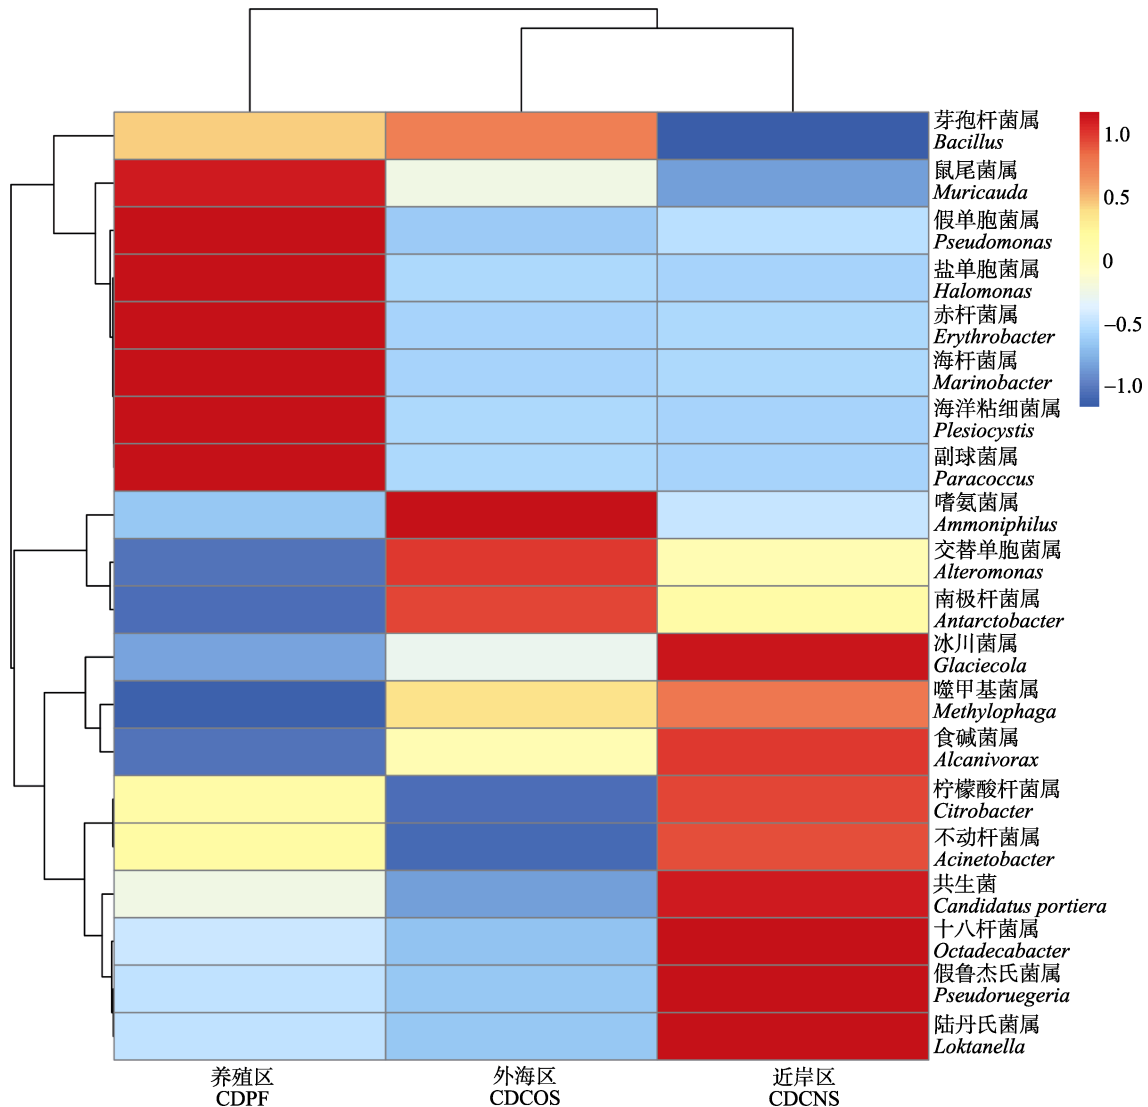 芽孢杆菌属
Bacillus
鼠尾菌属
Muricauda
假单胞菌属
Pseudomonas
盐单胞菌属
Halomonas
赤杆菌属
Erythrobacter
海杆菌属
Marinobacter
海洋粘细菌属
Plesiocystis
副球菌属
Paracoccus
嗜氨菌属
Ammoniphilus
交替单胞菌属
Alteromonas
南极杆菌属
Antarctobacter
冰川菌属
Glaciecola
噬甲基菌属
Methylophaga
食碱菌属
Alcanivorax
柠檬酸杆菌属
Citrobacter
不动杆菌属
Acinetobacter
共生菌
Candidatus portiera
十八杆菌属
Octadecabacter
假鲁杰氏菌属
Pseudoruegeria
陆丹氏菌属
Loktanella
1.0
0.5
0
−0.5
−1.0
养殖区
CDPF
外海区
CDCOS
近岸区
CDCNS